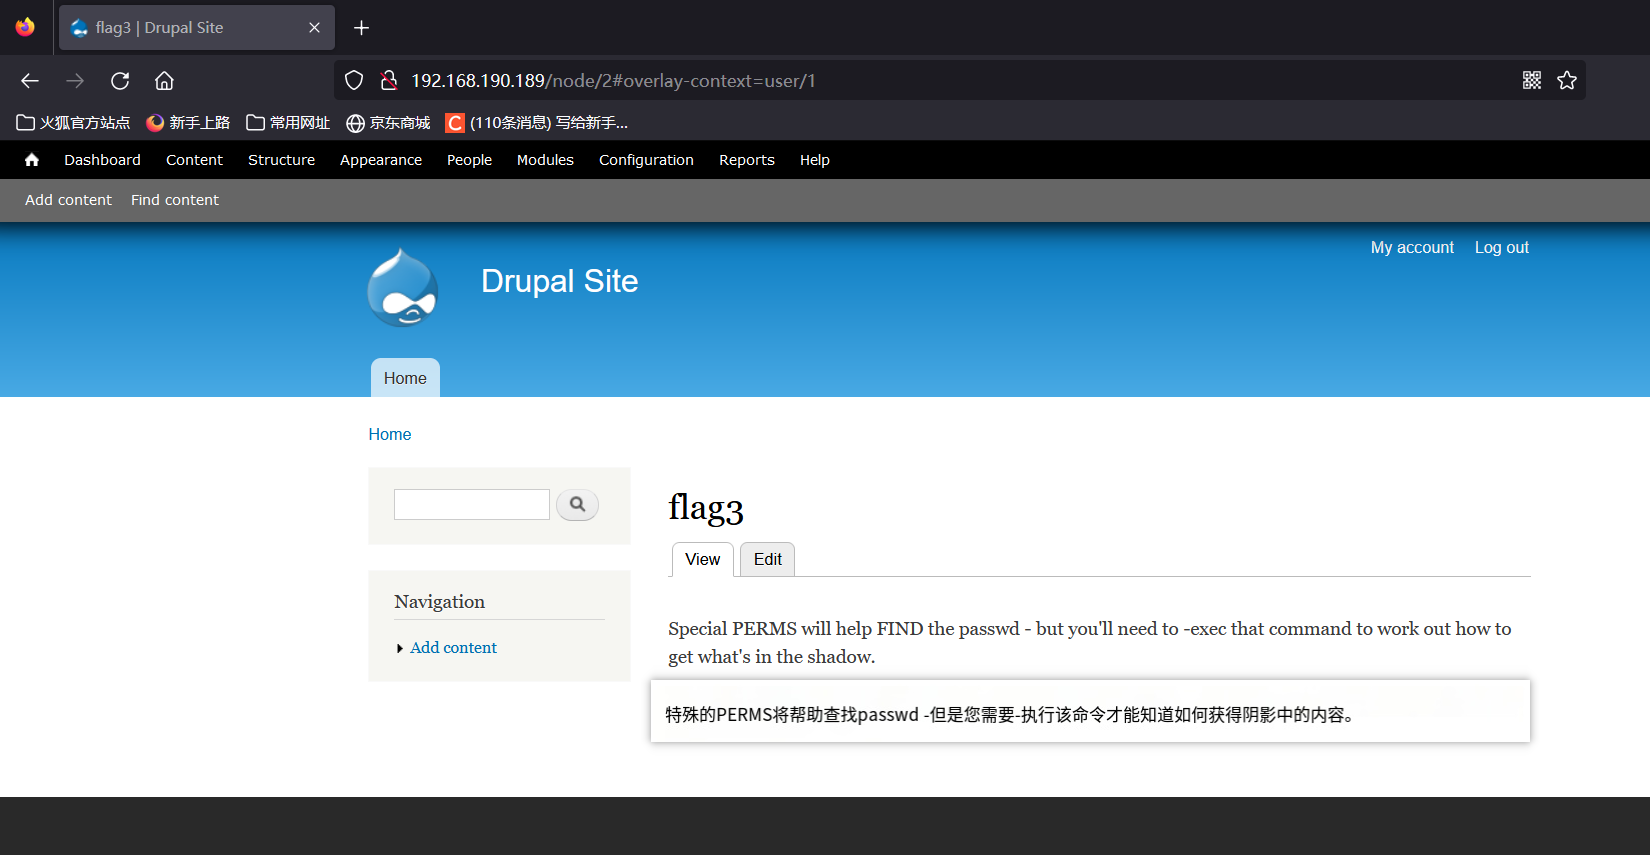 flag3 | Drupal Site
192.168.190.189/node/2#overlay-context=user/1
火狐官方站点 新手上路 常用网址 京东商城 C (110条消息) 写给新手...
Dashboard Content Structure Appearance People Modules Configuration Reports Help
Add content Find content
My account Log out
Drupal Site
Home
Home
flag3
View Edit
Navigation
Add content
Special PERMS will help FIND the passwd - but you'll need to -exec that command to work out how to
get what's in the shadow.
特殊的PERMS将帮助查找passwd -但是您需要-执行该命令才能知道如何获得阴影中的内容。